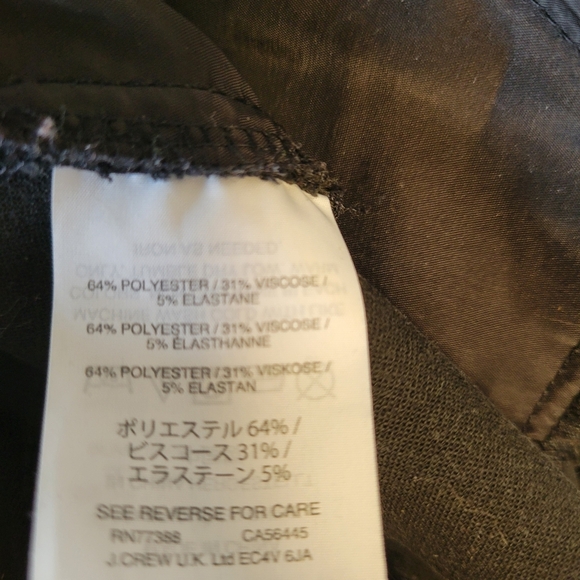 64% POLYESTER / 31% VISCOSE /
5% ELASTANE
64% POLYESTER / 31% VISCOSE /
5% ÉLASTHANNE
64% POLYESTER / 31% VISKOSE /
5% ELASTAN
ポリエステル 64% /
ビスコース 31% /
エラステーン 5%
SEE REVERSE FOR CARE
RN77388 CA56445
J.CREW U.K. Ltd EC4V 6JA